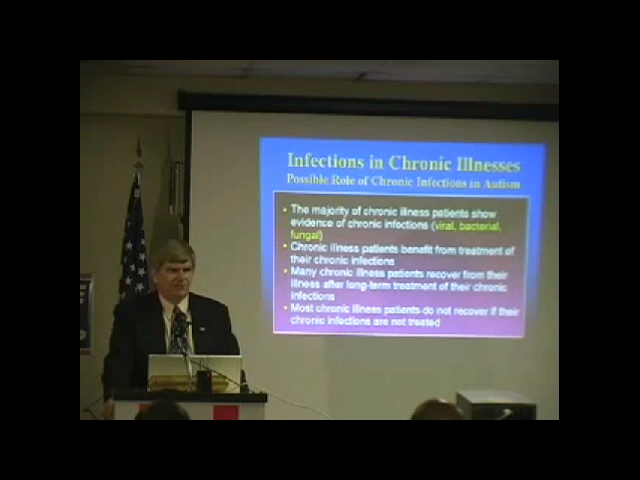 Infections in Chronic Illnesses
Possible Role of Chronic Infections in Autism
• The majority of chronic illness patients show
evidence of chronic infections (viral, bacterial,
fungal)
• Chronic illness patients benefit from treatment of
their chronic infections
• Many chronic illness patients recover from their
illness after long-term treatment of their chronic
infections
• Most chronic illness patients do not recover if their
chronic infections are not treated